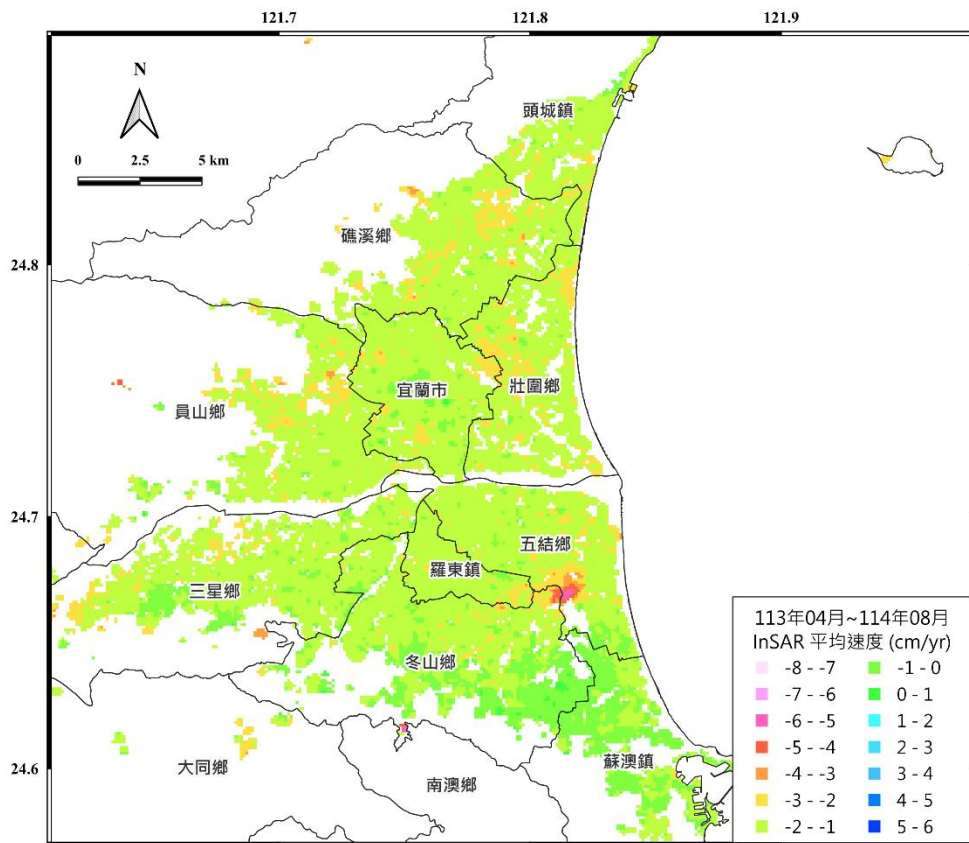 121.7 121.8 121.9
N
0 2.5 5 km
頭城鎮
礁溪鄉
24.8
宜蘭市 壯圍鄉
員山鄉
24.7
五結鄉
羅東鎮
三星鄉
冬山鄉
24.6
大同鄉
南澳鄉
蘇澳鎮
113年04月~114年08月
InSAR 平均速度 (cm/yr)
-8 - -7 -1 - 0
-7 - -6 0 - 1
-6 - -5 1 - 2
-5 - -4 2 - 3
-4 - -3 3 - 4
-3 - -2 4 - 5
-2 - -1 5 - 6